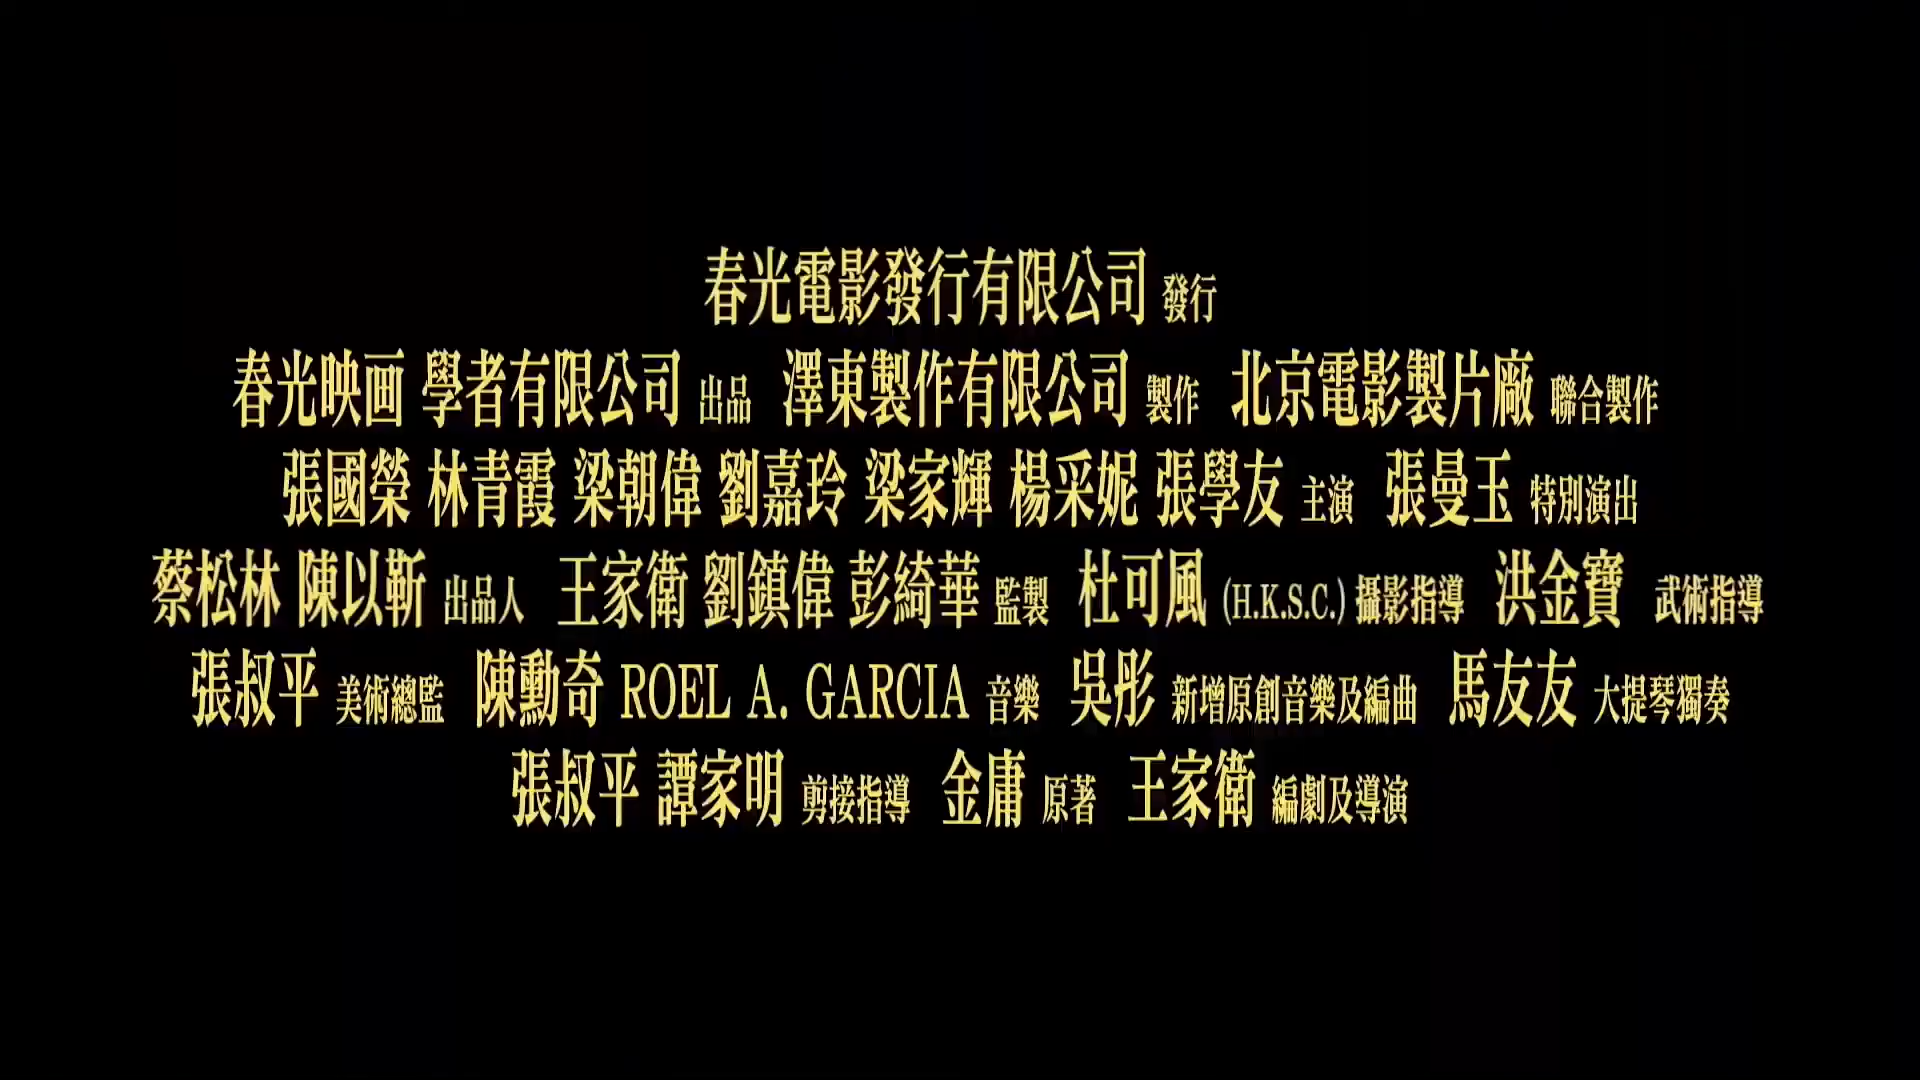 春光電影發行有限公司 發行
春光映画 學者有限公司 出品 澤東製作有限公司 製作 北京電影製片廠 聯合製作
張國榮 林青霞 梁朝偉 劉嘉玲 梁家輝 楊采妮 張學友 主演 張曼玉 特別演出
蔡松林 陳以靳 出品人 王家衛 劉鎮偉 彭綺華 監製 杜可風 (H.K.S.C.) 攝影指導 洪金寶 武術指導
張叔平 美術總監 陳勳奇 ROEL A. GARCIA 音樂 吳彤 新增原創音樂及編曲 馬友友 大提琴獨奏
張叔平 譚家明 剪接指導 金庸 原著 王家衛 編劇及導演